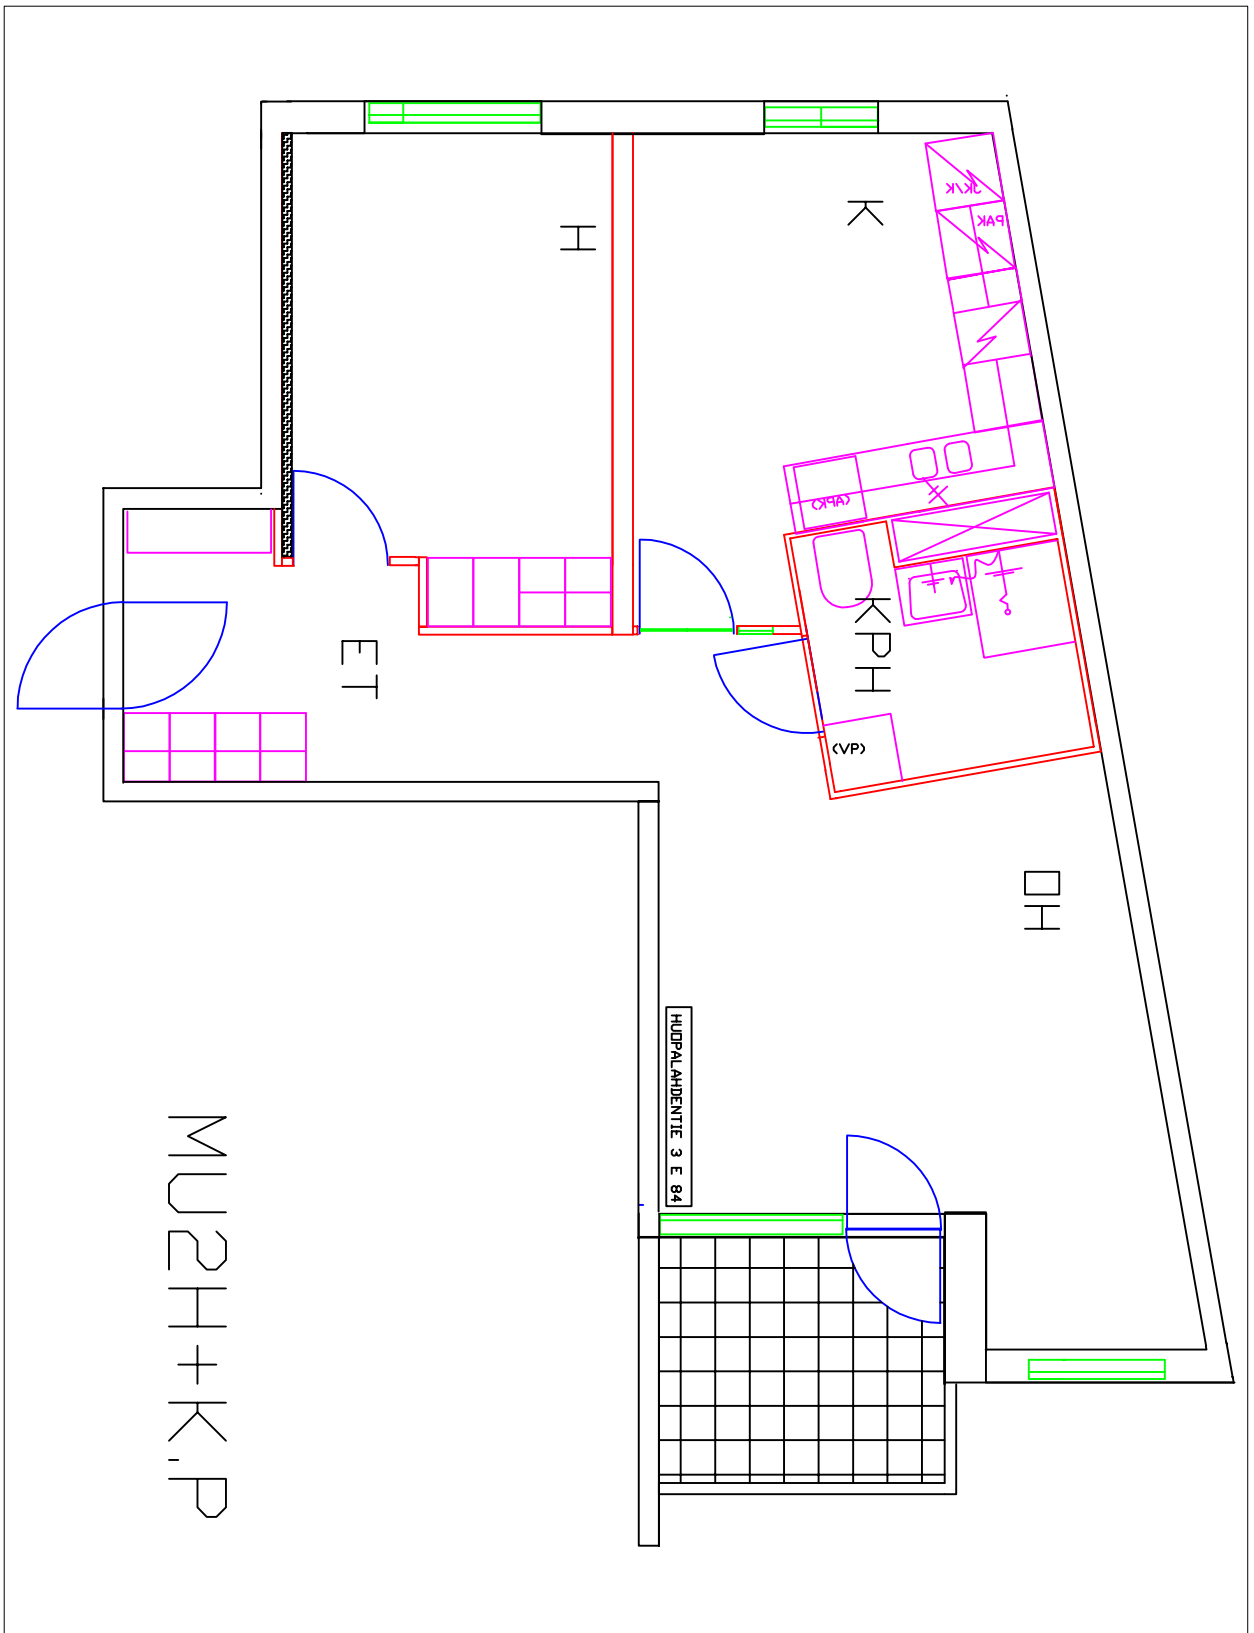 JK/K
PAK
K
H
(APK)
KPH
ET
(VP)
OH
HUOPALAHDENTIE 3 E 84
MU2H+K,P